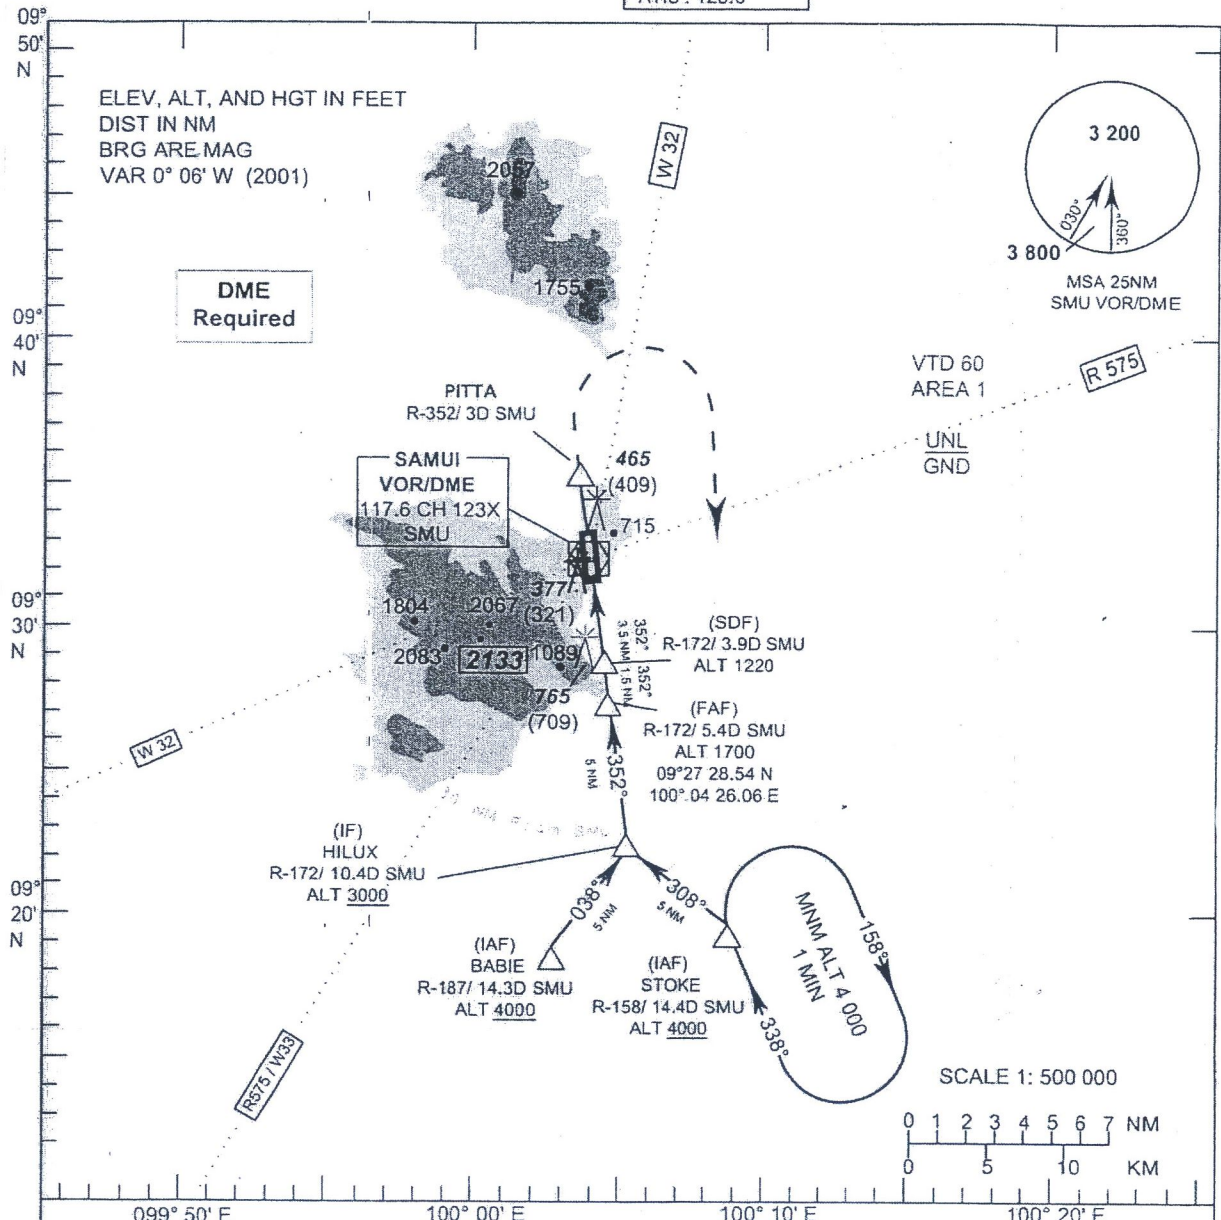 09°
50'
N
ELEV, ALT, AND HGT IN FEET
DIST IN NM
BRG ARE MAG
VAR 0° 06' W (2001)
2057
W 32
3 200
030°
360°
3 800
MSA 25NM
SMU VOR/DME
1755
DME
Required
09°
40'
N
VTD 60
AREA 1
UNL
GND
R 575
PITTA
R-352/ 3D SMU
SAMUI
VOR/DME
117.6 CH 123X
SMU
465
(409)
715
377
(321)
09°
30'
N
1804
2067
2083
2133
1089
765
(709)
352°
3.5 NM
352°
1.5 NM
(SDF)
R-172/ 3.9D SMU
ALT 1220
(FAF)
R-172/ 5.4D SMU
ALT 1700
09°27 28.54 N
100° 04 26.06 E
W 32
352°
5 NM
(IF)
HILUX
R-172/ 10.4D SMU
ALT 3000
09°
20'
N
038°
5 NM
308°
5 NM
(IAF)
BABIE
R-187/ 14.3D SMU
ALT 4000
(IAF)
STOKE
R-158/ 14.4D SMU
ALT 4000
MNM ALT 4 000
1 MIN
158°
338°
R575 / W33
SCALE 1: 500 000
0 1 2 3 4 5 6 7 NM
0 5 10 KM
099° 50' E
100° 00' E
100° 10' E
100° 20' E